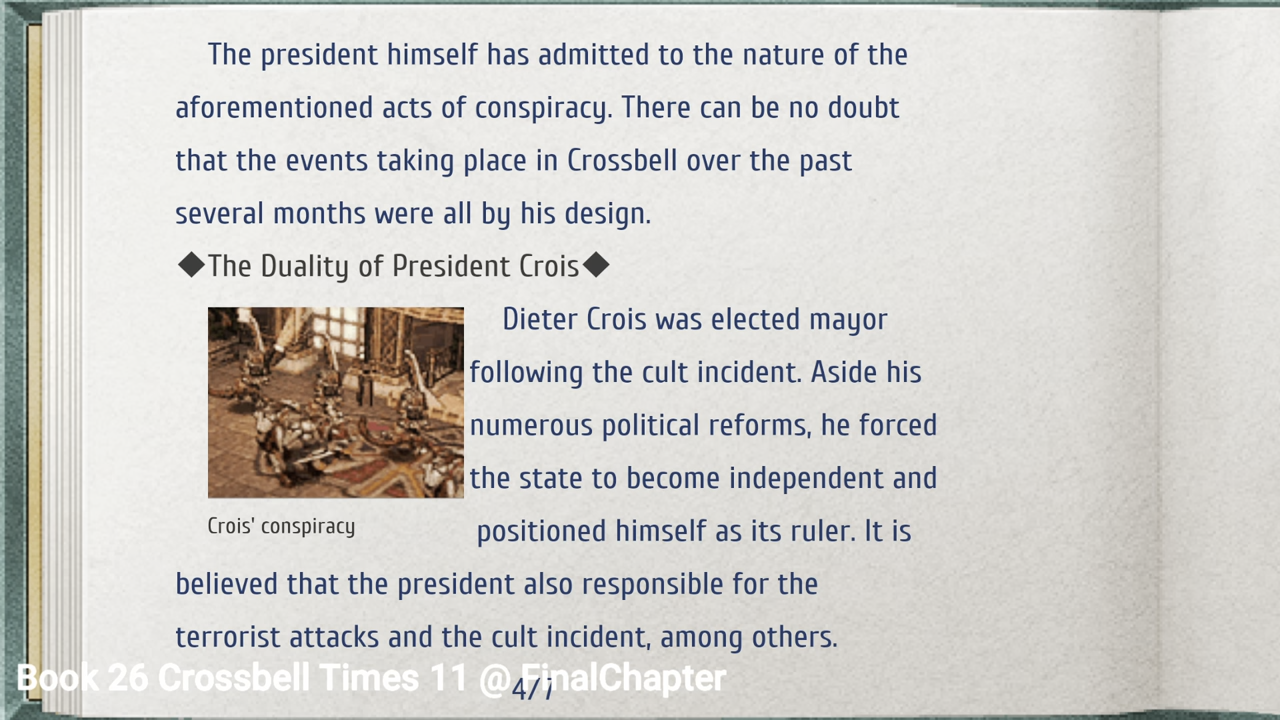 The president himself has admitted to the nature of the
aforementioned acts of conspiracy. There can be no doubt
that the events taking place in Crossbell over the past
several months were all by his design.
◆The Duality of President Crois◆
Dieter Crois was elected mayor
following the cult incident. Aside his
numerous political reforms, he forced
the state to become independent and
positioned himself as its ruler. It is
Crois' conspiracy
believed that the president also responsible for the
terrorist attacks and the cult incident, among others.
Book 26 Crossbell Times 11 @ FinalChapter
4/7